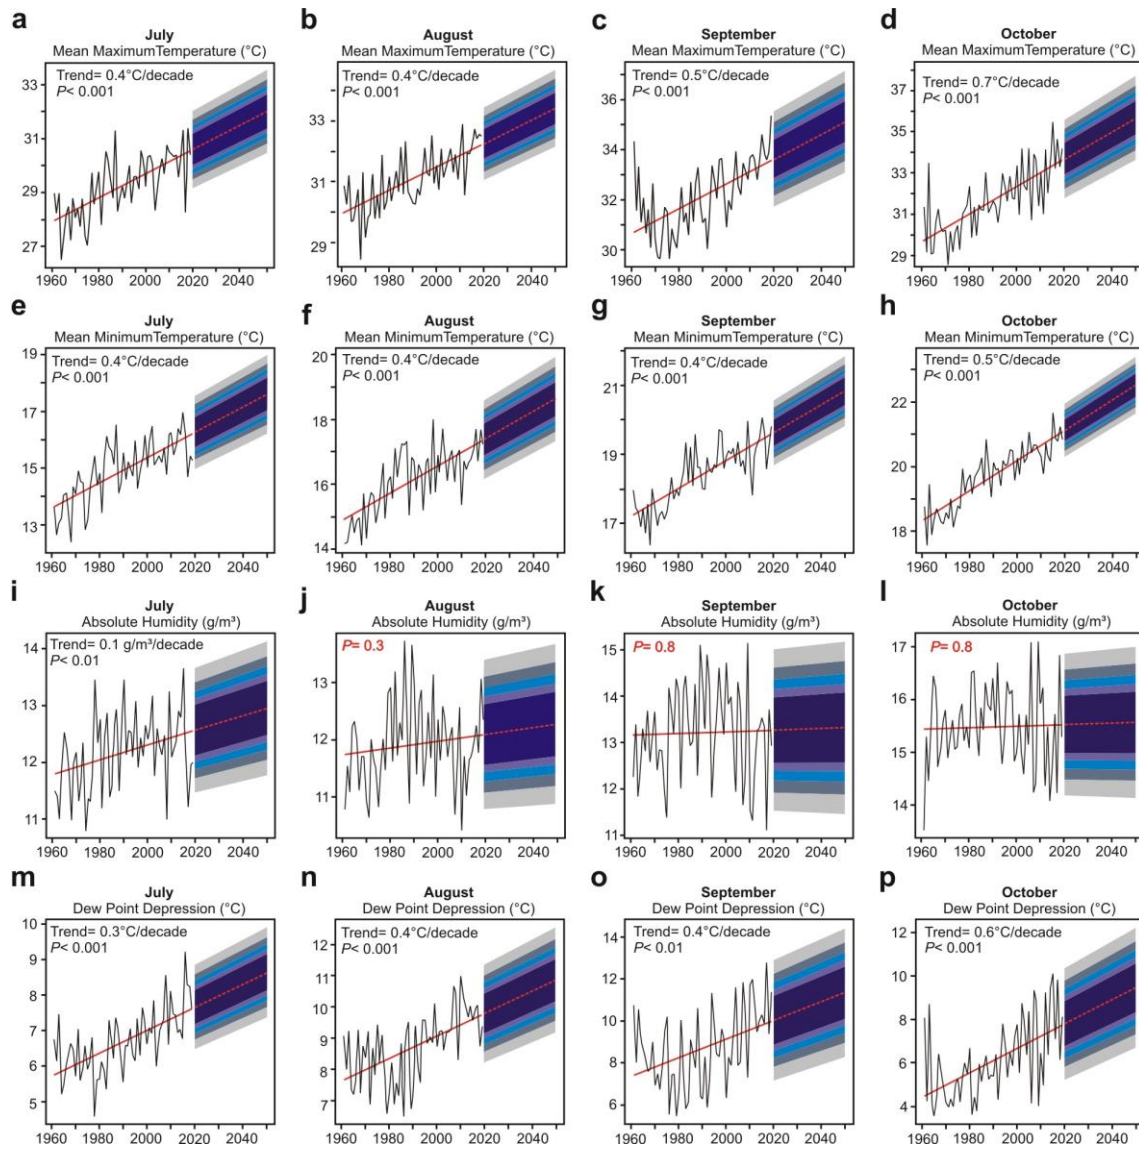 a
July
Mean MaximumTemperature (°C)
Trend= 0.4°C/decade
P< 0.001
33
31
29
27
1960 1980 2000 2020 2040
b
August
Mean MaximumTemperature (°C)
Trend= 0.4°C/decade
P< 0.001
33
31
29
1960 1980 2000 2020 2040
c
September
Mean MaximumTemperature (°C)
Trend= 0.5°C/decade
P< 0.001
37
36
34
32
30
1960 1980 2000 2020 2040
d
October
Mean MaximumTemperature (°C)
Trend= 0.7°C/decade
P< 0.001
37
35
33
31
29
1960 1980 2000 2020 2040
e
July
Mean MinimumTemperature (°C)
Trend= 0.4°C/decade
P< 0.001
19
17
15
13
1960 1980 2000 2020 2040
f
August
Mean MinimumTemperature (°C)
Trend= 0.4°C/decade
P< 0.001
20
18
16
14
1960 1980 2000 2020 2040
g
September
Mean MinimumTemperature (°C)
Trend= 0.4°C/decade
P< 0.001
21
19
17
1960 1980 2000 2020 2040
h
October
Mean MinimumTemperature (°C)
Trend= 0.5°C/decade
P< 0.001
22
20
18
1960 1980 2000 2020 2040
i
July
Absolute Humidity (g/m³)
Trend= 0.1 g/m³/decade
P< 0.01
14
13
12
11
1960 1980 2000 2020 2040
j
August
Absolute Humidity (g/m³)
P= 0.3
13
12
11
1960 1980 2000 2020 2040
k
September
Absolute Humidity (g/m³)
P= 0.8
15
14
13
12
11
1960 1980 2000 2020 2040
l
October
Absolute Humidity (g/m³)
P= 0.8
17
16
15
14
1960 1980 2000 2020 2040
m
July
Dew Point Depression (°C)
Trend= 0.3°C/decade
P< 0.001
10
9
8
7
6
5
1960 1980 2000 2020 2040
n
August
Dew Point Depression (°C)
Trend= 0.4°C/decade
P< 0.001
12
11
10
9
8
7
1960 1980 2000 2020 2040
o
September
Dew Point Depression (°C)
Trend= 0.4°C/decade
P< 0.01
14
12
10
8
6
1960 1980 2000 2020 2040
p
October
Dew Point Depression (°C)
Trend= 0.6°C/decade
P< 0.001
12
10
8
6
4
1960 1980 2000 2020 2040